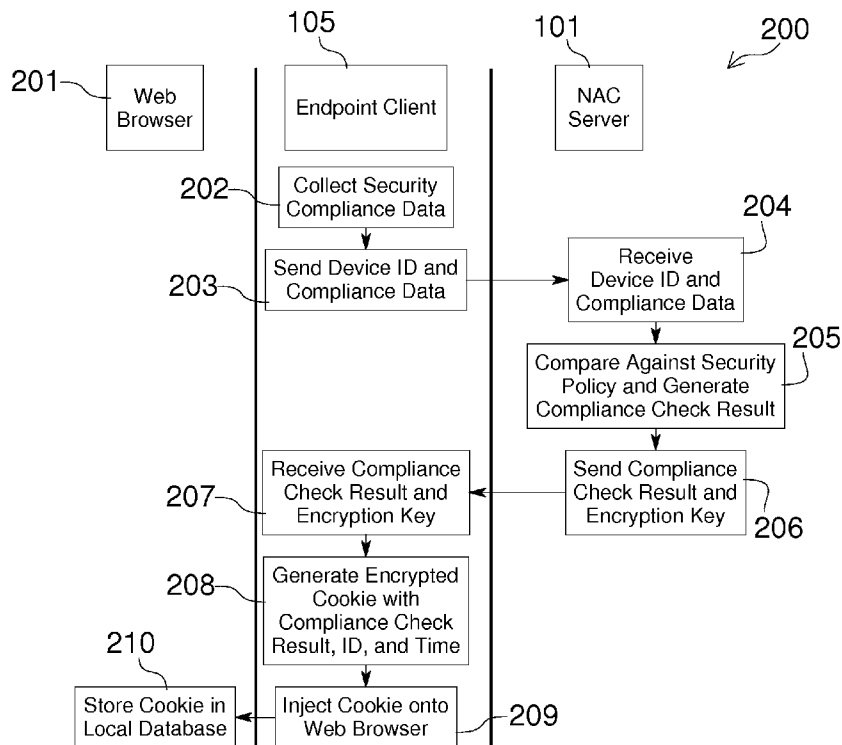 105
101
200
201
Web
Browser
Endpoint Client
NAC
Server
202
Collect Security
Compliance Data
204
203
Send Device ID and
Compliance Data
Receive
Device ID and
Compliance Data
205
Compare Against Security
Policy and Generate
Compliance Check Result
207
Receive Compliance
Check Result and
Encryption Key
Send Compliance
Check Result and
Encryption Key
206
208
Generate Encrypted
Cookie with
Compliance Check
Result, ID, and Time
210
Store Cookie in
Local Database
Inject Cookie onto
Web Browser
209